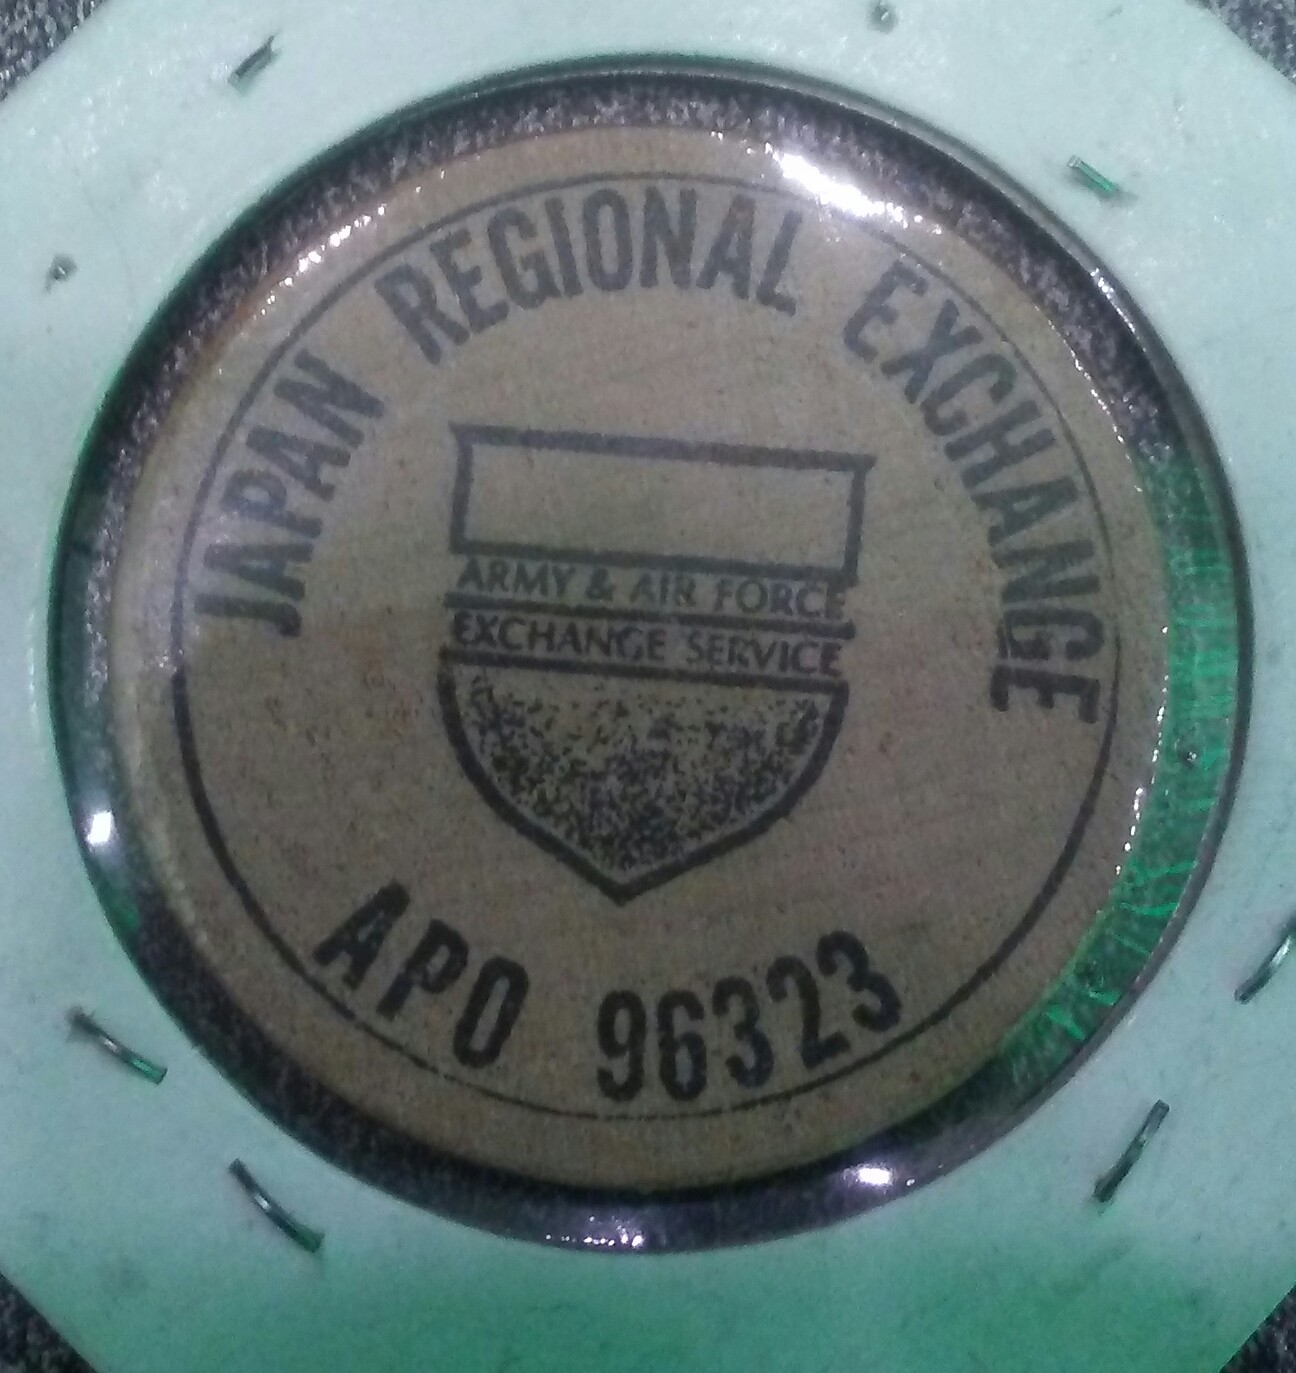 JAPAN REGIONAL EXCHANGE
ARMY & AIR FORCE
EXCHANGE SERVICE
APO 96323